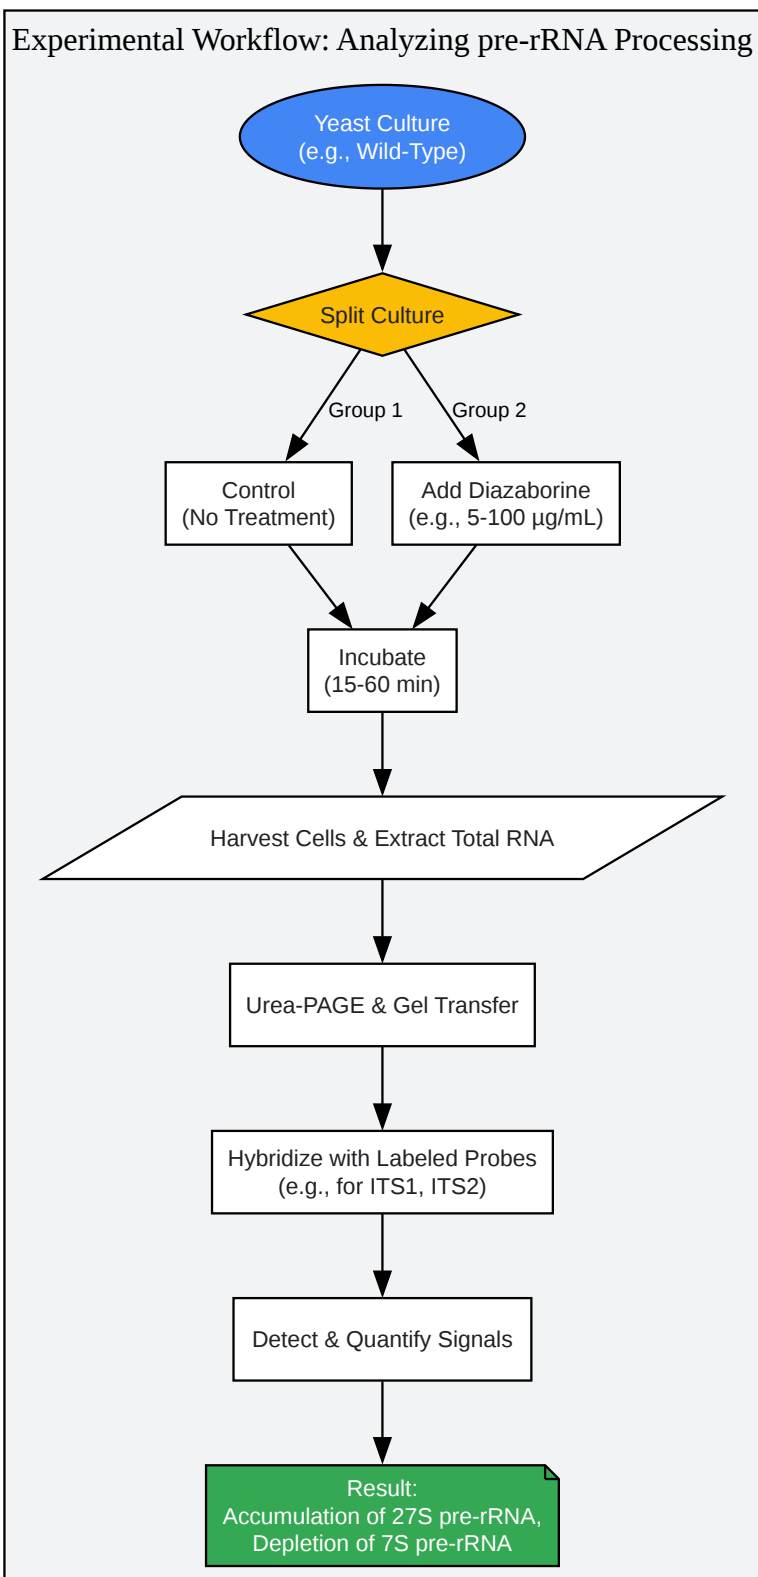 Experimental Workflow: Analyzing pre-rRNA Processing
Yeast Culture
(e.g., Wild-Type)
Split Culture
Group 1
Group 2
Control
(No Treatment)
Add Diazaborine
(e.g., 5-100 µg/mL)
Incubate
(15-60 min)
Harvest Cells & Extract Total RNA
Urea-PAGE & Gel Transfer
Hybridize with Labeled Probes
(e.g., for ITS1, ITS2)
Detect & Quantify Signals
Result:
Accumulation of 27S pre-rRNA,
Depletion of 7S pre-rRNA